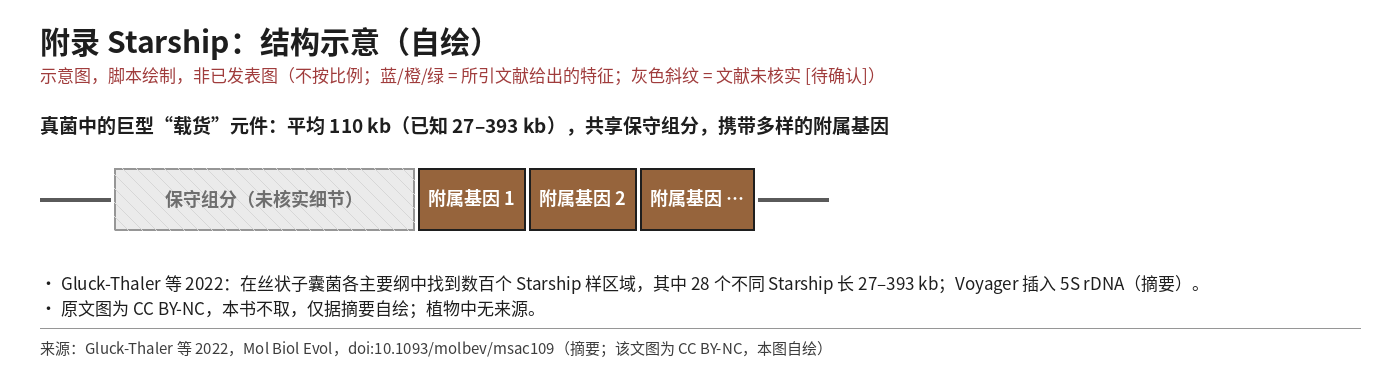 附录 Starship：结构示意（自绘）
示意图，脚本绘制，非已发表图（不按比例；蓝/橙/绿 = 所引文献给出的特征；灰色斜纹 = 文献未核实 [待确认]）
真菌中的巨型“载货”元件：平均 110 kb（已知 27–393 kb），共享保守组分，携带多样的附属基因
保守组分（未核实细节） 附属基因 1 附属基因 2 附属基因 …
· Gluck-Thaler 等 2022：在丝状子囊菌各主要纲中找到数百个 Starship 样区域，其中 28 个不同 Starship 长 27–393 kb；Voyager 插入 5S rDNA（摘要）。
· 原文图为 CC BY-NC，本书不取，仅据摘要自绘；植物中无来源。
来源：Gluck-Thaler 等 2022，Mol Biol Evol，doi:10.1093/molbev/msac109（摘要；该文图为 CC BY-NC，本图自绘）